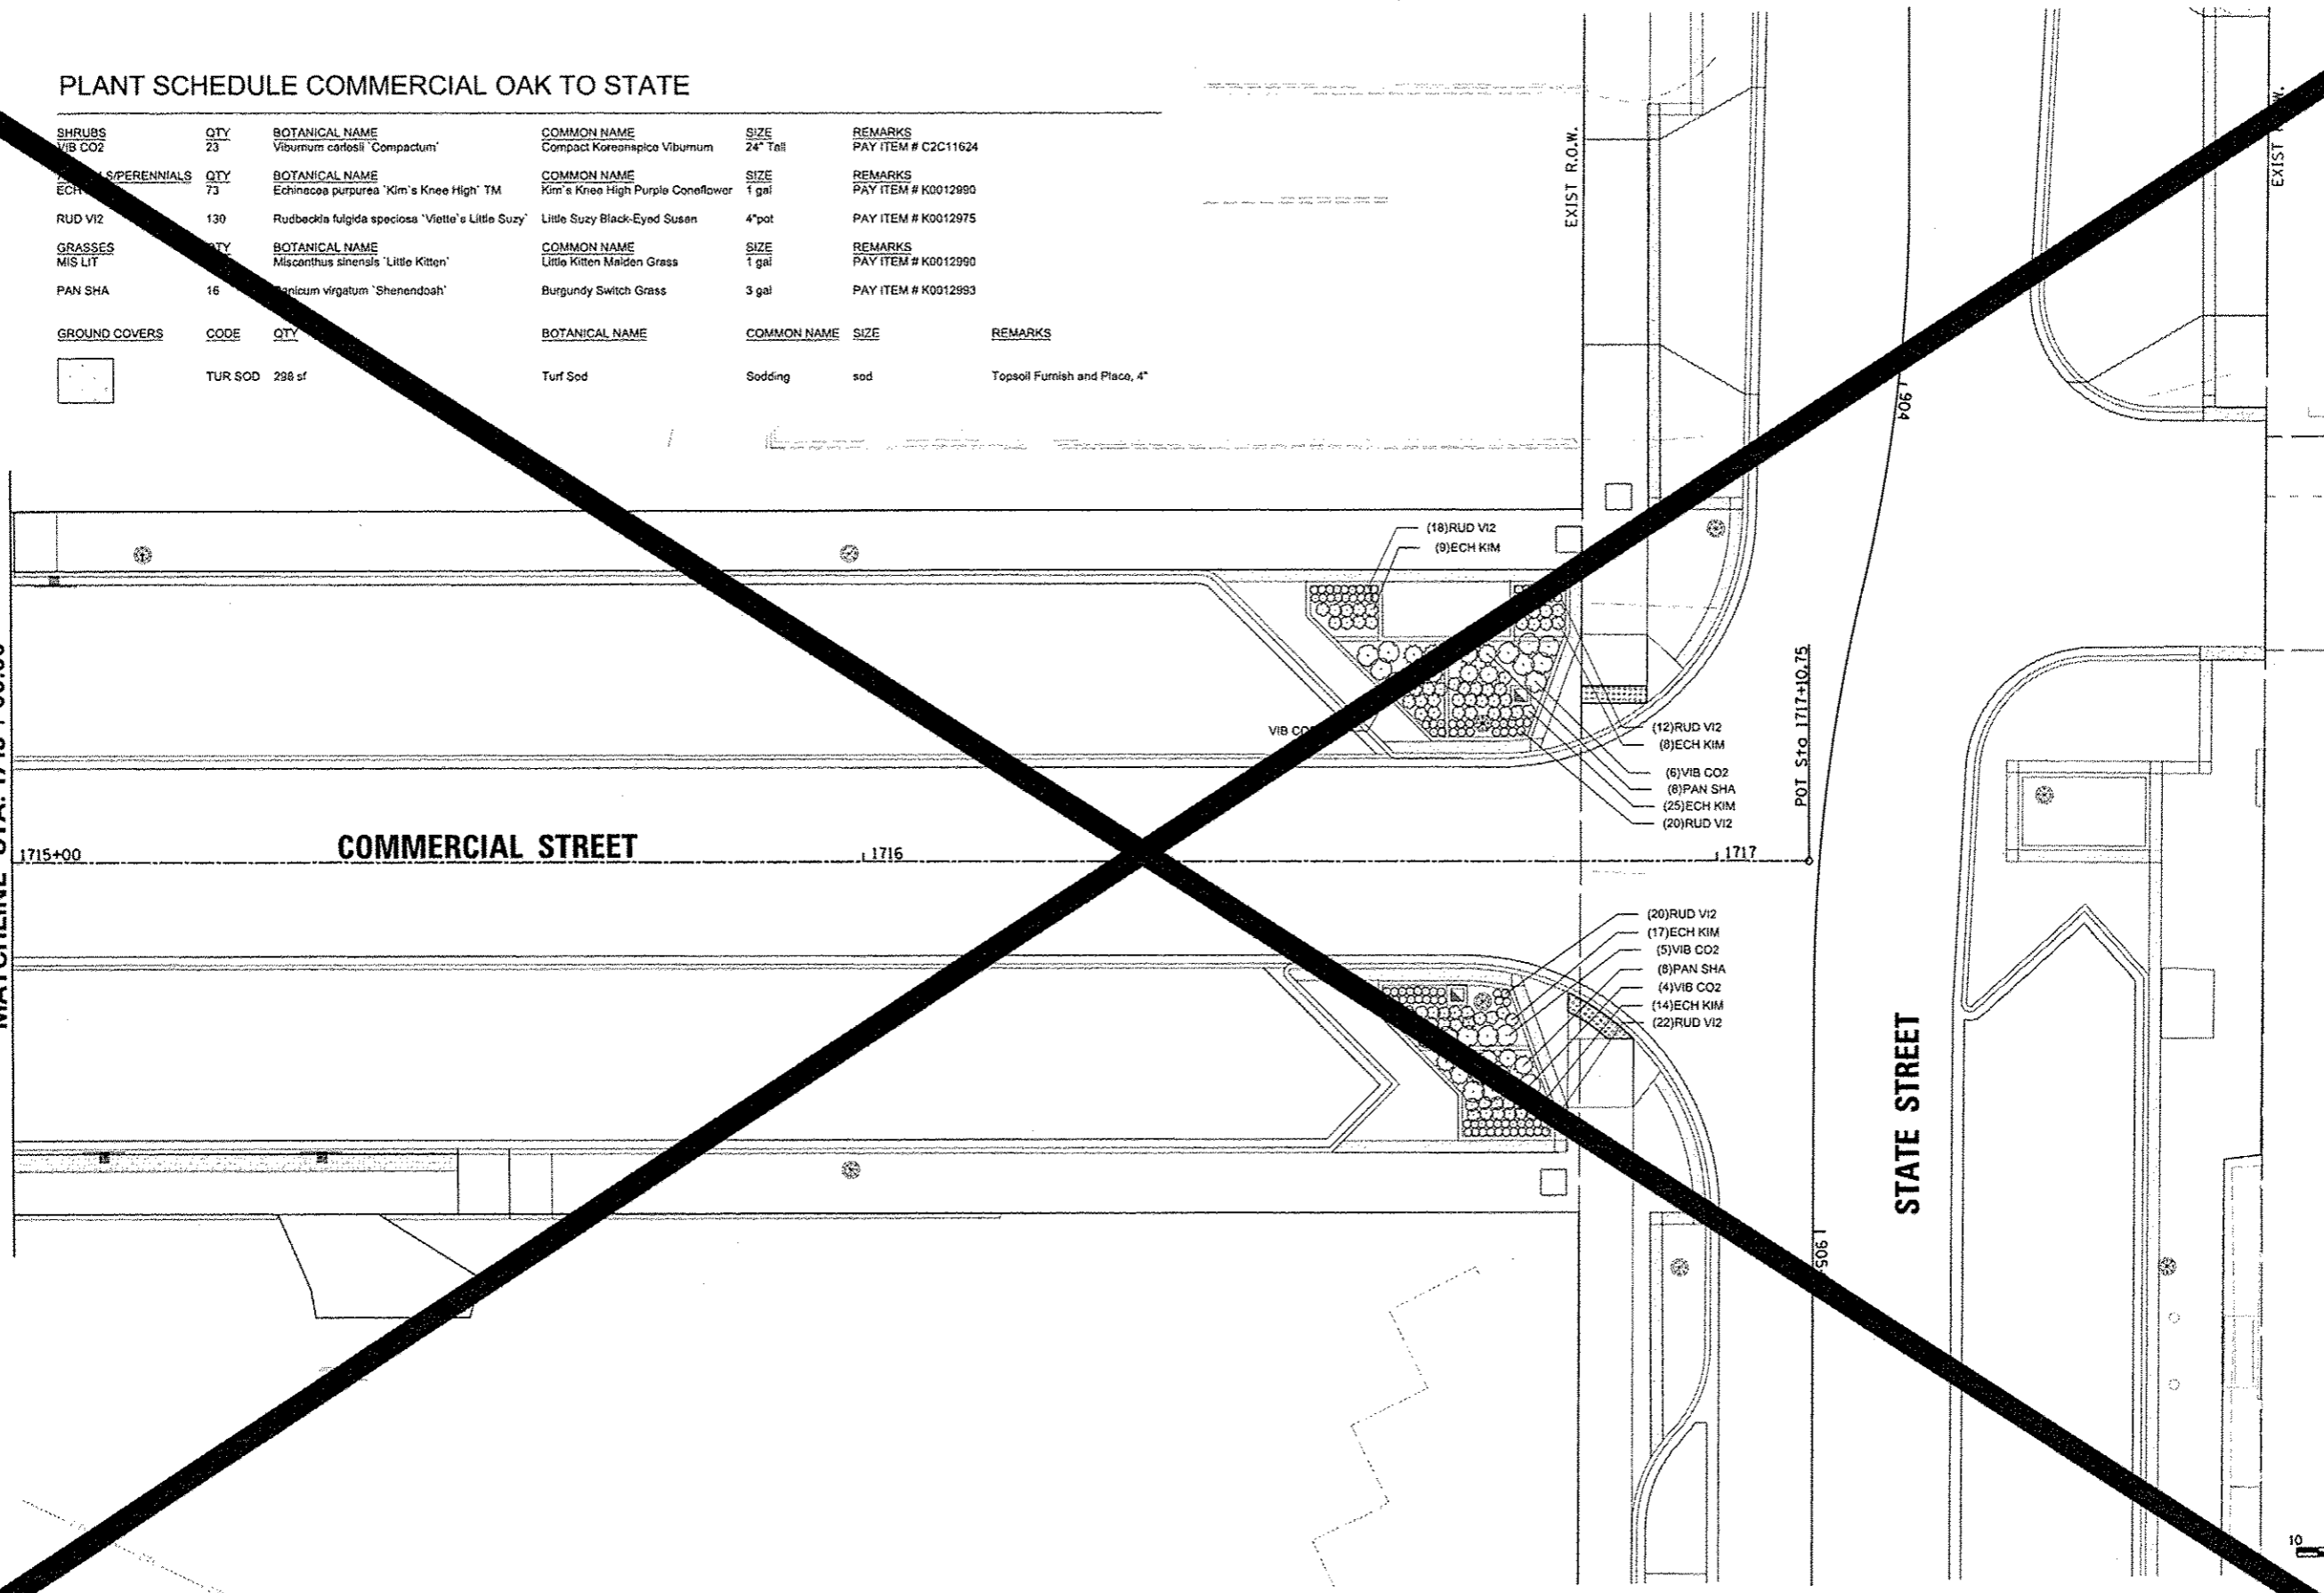 PLANT SCHEDULE COMMERCIAL OAK TO STATE
SHRUBS QTY BOTANICAL NAME COMMON NAME SIZE REMARKS
VIB CO2 23 Viburnum carlesii `Compactum` Compact Koreanspice Viburnum 24" Tall PAY ITEM # C2C11624
S/PERENNIALS QTY BOTANICAL NAME COMMON NAME SIZE REMARKS
ECH 73 Echinacea purpurea `Kim`s Knee High` TM Kim`s Knee High Purple Coneflower 1 gal PAY ITEM # K0012990
RUD VI2 130 Rudbeckia fulgida speciosa `Viette`s Little Suzy` Little Suzy Black-Eyed Susan 4"pot PAY ITEM # K0012975
GRASSES QTY BOTANICAL NAME COMMON NAME SIZE REMARKS
MIS LIT Miscanthus sinensis `Little Kitten` Little Kitten Maiden Grass 1 gal PAY ITEM # K0012990
PAN SHA 16 Panicum virgatum `Shenendoah` Burgundy Switch Grass 3 gal PAY ITEM # K0012993
GROUND COVERS CODE QTY BOTANICAL NAME COMMON NAME SIZE REMARKS
TUR SOD 298 sf Turf Sod Sodding sod Topsoil Furnish and Place, 4"
EXIST R.O.W.
EXIST
904
(18)RUD VI2
(9)ECH KIM
VIB
(12)RUD VI2
(8)ECH KIM
(6)VIB CO2
(8)PAN SHA
(25)ECH KIM
(20)RUD VI2
POT Sta 1717+10.75
1715+00
COMMERCIAL STREET
1716
1717
(20)RUD VI2
(17)ECH KIM
(5)VIB CO2
(8)PAN SHA
(4)VIB CO2
(14)ECH KIM
(22)RUD VI2
STATE STREET
905
10